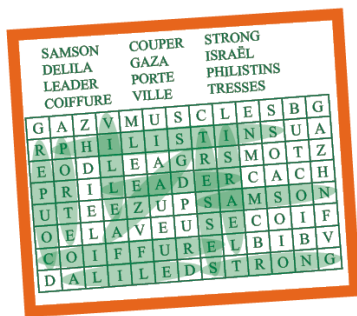 SAMSON COUPER STRONG
DELILA GAZA ISRAËL
LEADER PORTE PHILISTINS
COIFFURE VILLE TRESSES
G A Z V M U S C L E S B G
R P H I L I S T I N S U A
E O D L E A G R S M O T Z
P R I L E A D E R C A C H
U T E E Z U P S A M S O N
O E L A V E U S E C O I F
C O I F F U R E L B I B V
D A L I L E D S T R O N G